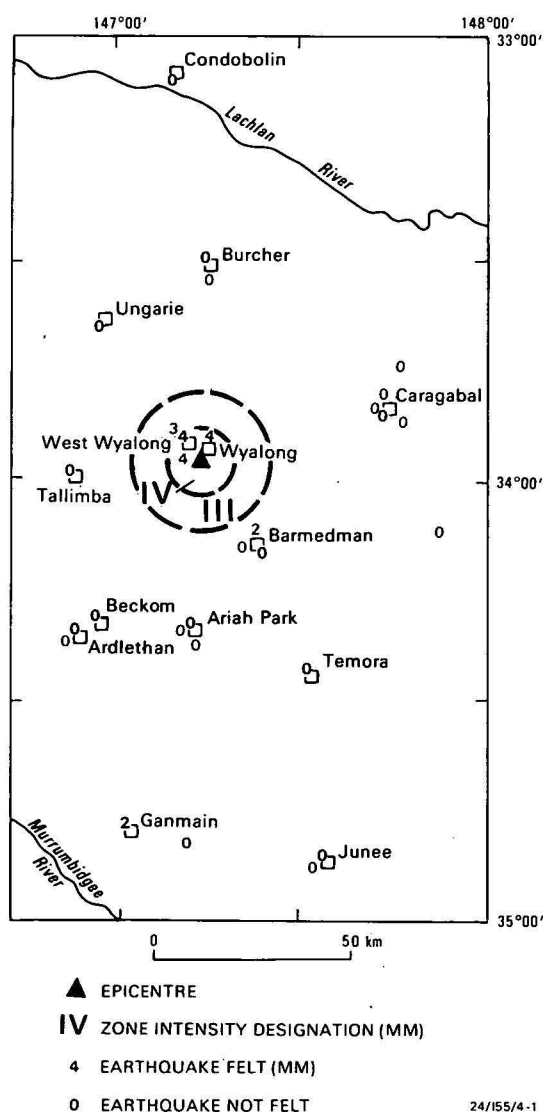 147°00' 148°00'
33°00'
Condobolin
0
Lachlan
River
0
Burcher
0
Ungarie
0
0
0
Caragabal
0
0
3
4
4
West Wyalong
Wyalong
4
0
Tallimba
IV
III
34°00'
2
Barmedman
0
0
0
Beckom
0
0
Ariah Park
0
0
0
Ardlethan
0
0
Temora
2
Ganmain
0
0
Junee
0
Murrumbidgee
River
35°00'
0 50 km
EPICENTRE
IV ZONE INTENSITY DESIGNATION (MM)
4 EARTHQUAKE FELT (MM)
0 EARTHQUAKE NOT FELT
24/155/4-1